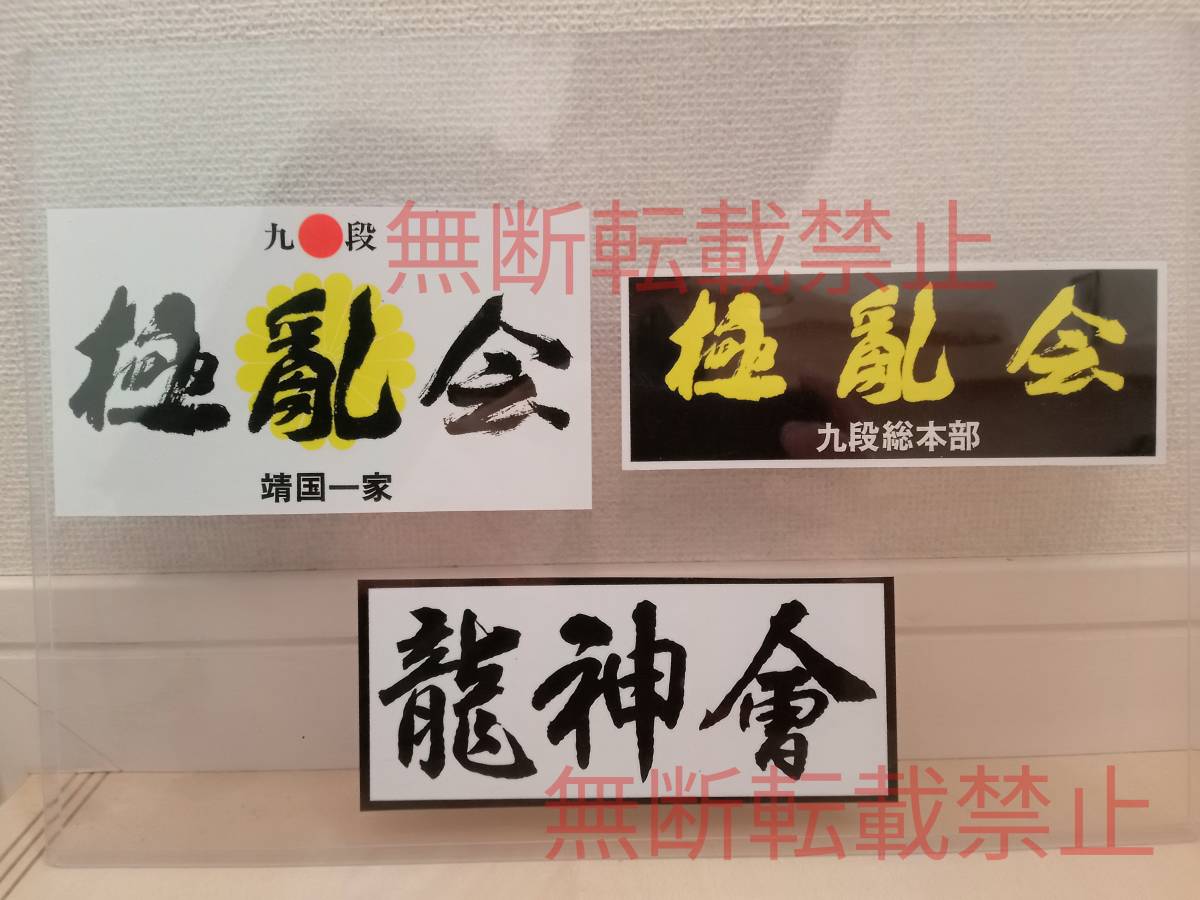 九●段
極亂会
靖国一家
無断転載禁止
極亂会
九段総本部
龍神會
無断転載禁止